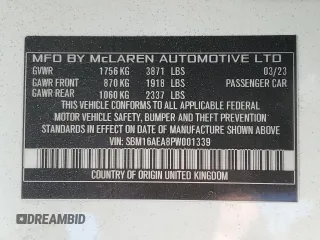 MFD BY McLAREN AUTOMOTIVE LTD
GVWR 1756 KG 3871 LBS 03/23
GAWR FRONT 870 KG 1918 LBS PASSENGER CAR
GAWR REAR 1060 KG 2337 LBS
THIS VEHICLE CONFORMS TO ALL APPLICABLE FEDERAL
MOTOR VEHICLE SAFETY, BUMPER AND THEFT PREVENTION
STANDARDS IN EFFECT ON DATE OF MANUFACTURE SHOWN ABOVE
VIN: SBM16AEA8PW001339
COUNTRY OF ORIGIN UNITED KINGDOM
DREAMBID